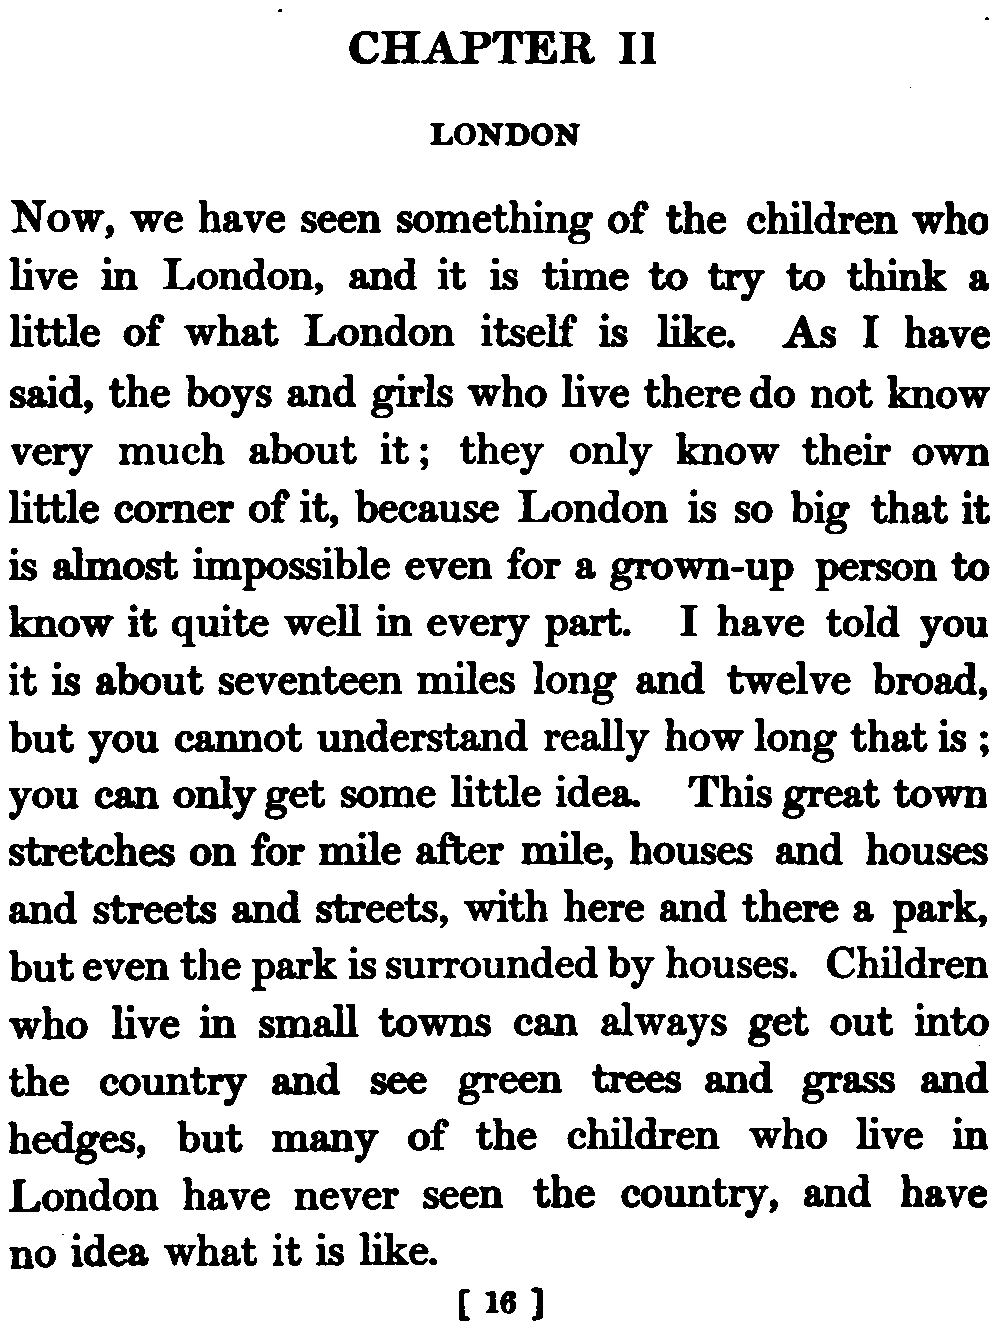 CHAPTER II
LONDON
Now, we have seen something of the children who
live in London, and it is time to try to think a
little of what London itself is like. As I have
said, the boys and girls who live there do not know
very much about it; they only know their own
little corner of it, because London is so big that it
is almost impossible even for a grown-up person to
know it quite well in every part. I have told you
it is about seventeen miles long and twelve broad,
but you cannot understand really how long that is;
you can only get some little idea. This great town
stretches on for mile after mile, houses and houses
and streets and streets, with here and there a park,
but even the park is surrounded by houses. Children
who live in small towns can always get out into
the country and see green trees and grass and
hedges, but many of the children who live in
London have never seen the country, and have
no idea what it is like.
[ 16 ]